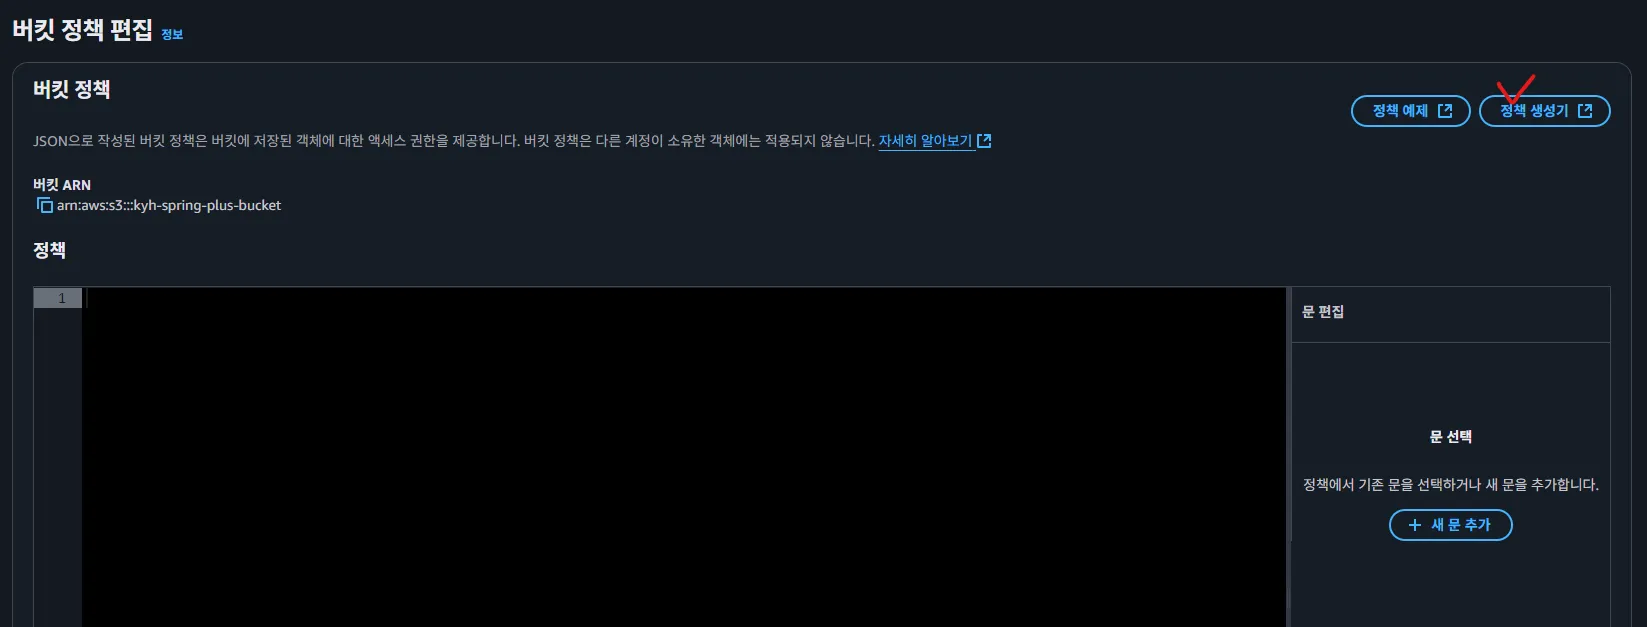 버킷 정책 편집 정보
버킷 정책
정책 예제
정책 생성기
JSON으로 작성된 버킷 정책은 버킷에 저장된 객체에 대한 액세스 권한을 제공합니다. 버킷 정책은 다른 계정이 소유한 객체에는 적용되지 않습니다. 자세히 알아보기
버킷 ARN
arn:aws:s3:::kyh-spring-plus-bucket
정책
1
문 편집
문 선택
정책에서 기존 문을 선택하거나 새 문을 추가합니다.
+ 새 문 추가